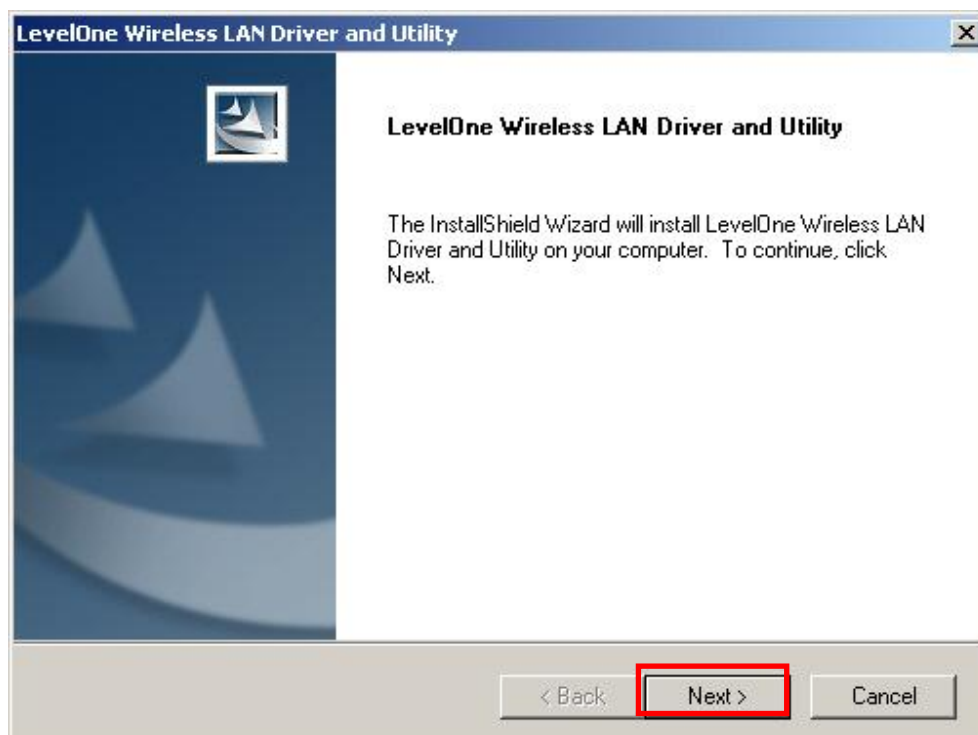 LevelOne Wireless LAN Driver and Utility
LevelOne Wireless LAN Driver and Utility
The InstallShield Wizard will install LevelOne Wireless LAN
Driver and Utility on your computer. To continue, click
Next.
< Back
Next >
Cancel